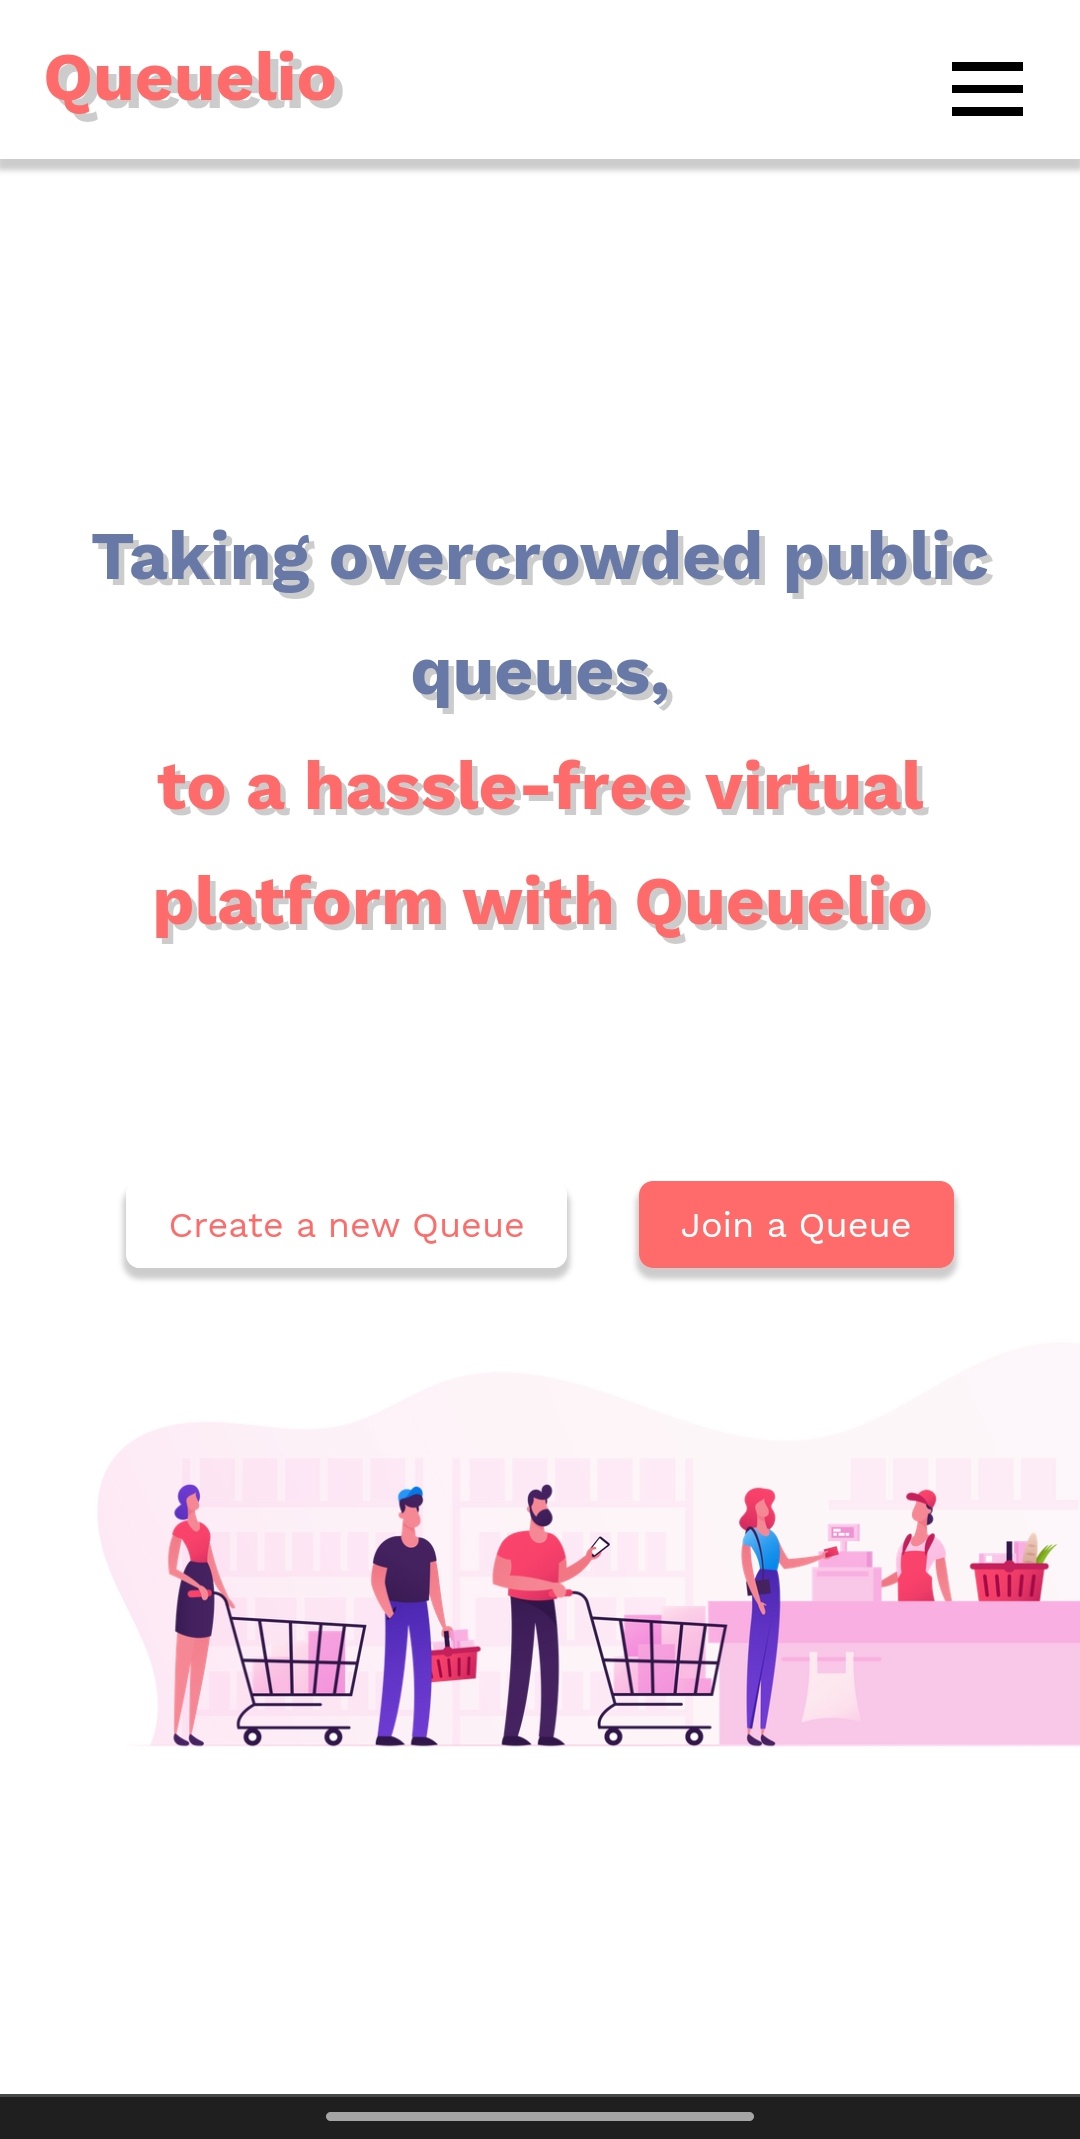 Queuelio
Taking overcrowded public
queues,
to a hassle-free virtual
platform with Queuelio
Create a new Queue
Join a Queue